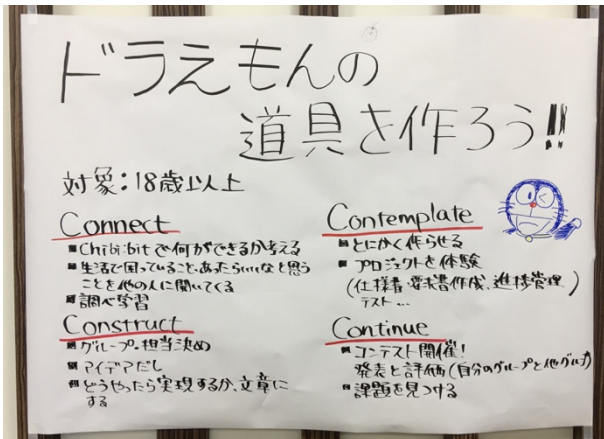 ドラえもんの
道具を作ろう!!
対象:18歳以上
Connect
Chibi:bitで何ができるか考える
生活で困っていること、あったらいいなと思う
ことを他の人に聞いてくる
調べ学習
Construct
グループ・担当決め
アイデアだし
どうやったら実現するか、文章に
する
Contemplate
とにかく作らせる
プロジェクトを体験
(仕様書・要求書作成、進捗管理
テスト…)
Continue
コンテスト開催!
発表と評価(自分のグループと他グループ)
課題を見つける